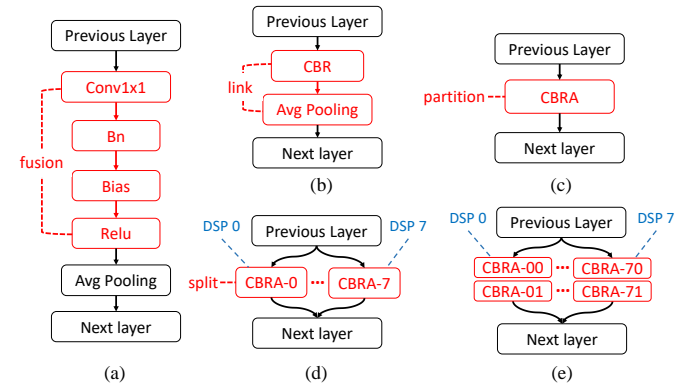 Previous Layer
Conv1x1
fusion
Bn
Bias
Relu
Avg Pooling
Next layer
(a)
Previous Layer
CBR
link
Avg Pooling
Next layer
(b)
Previous Layer
partition
CBRA
Next layer
(c)
DSP 0
DSP 7
Previous Layer
split
CBRA-0
...
CBRA-7
Next layer
(d)
DSP 0
DSP 7
Previous Layer
CBRA-00
...
CBRA-70
CBRA-01
...
CBRA-71
Next layer
(e)